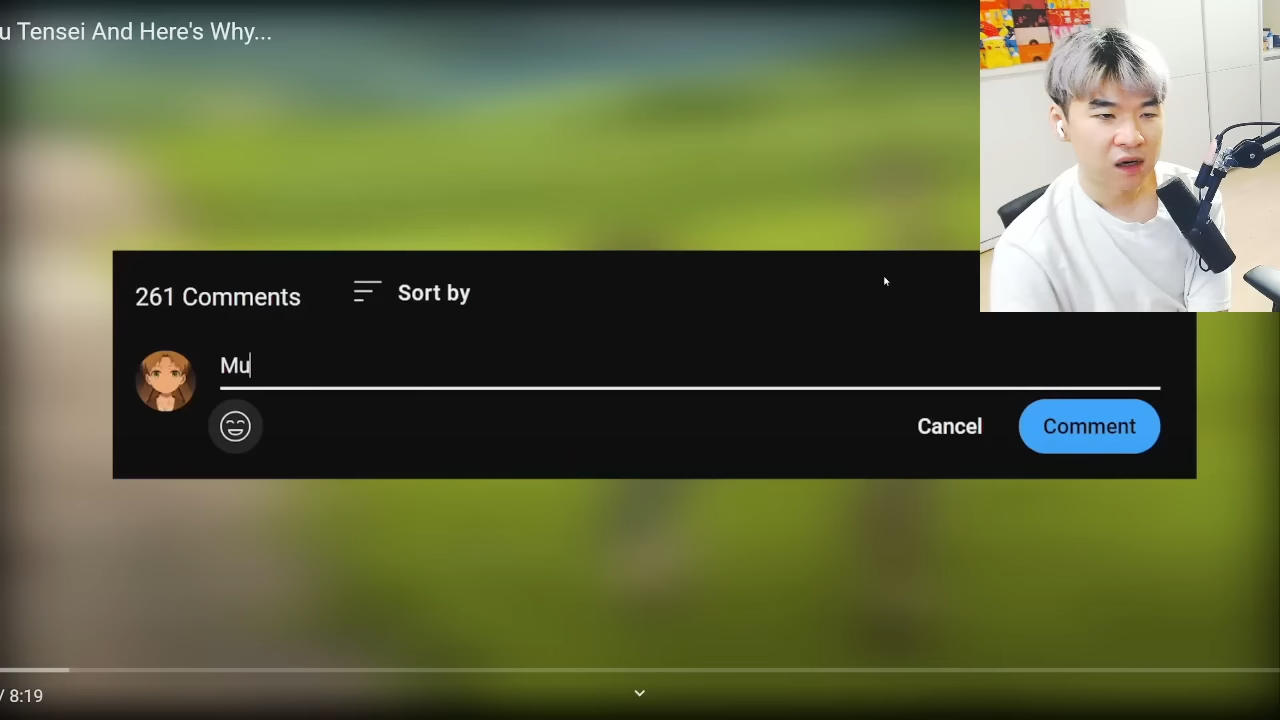 u Tensei And Here's Why...
261 Comments
Sort by
Mu
Cancel
Comment
/ 8:19